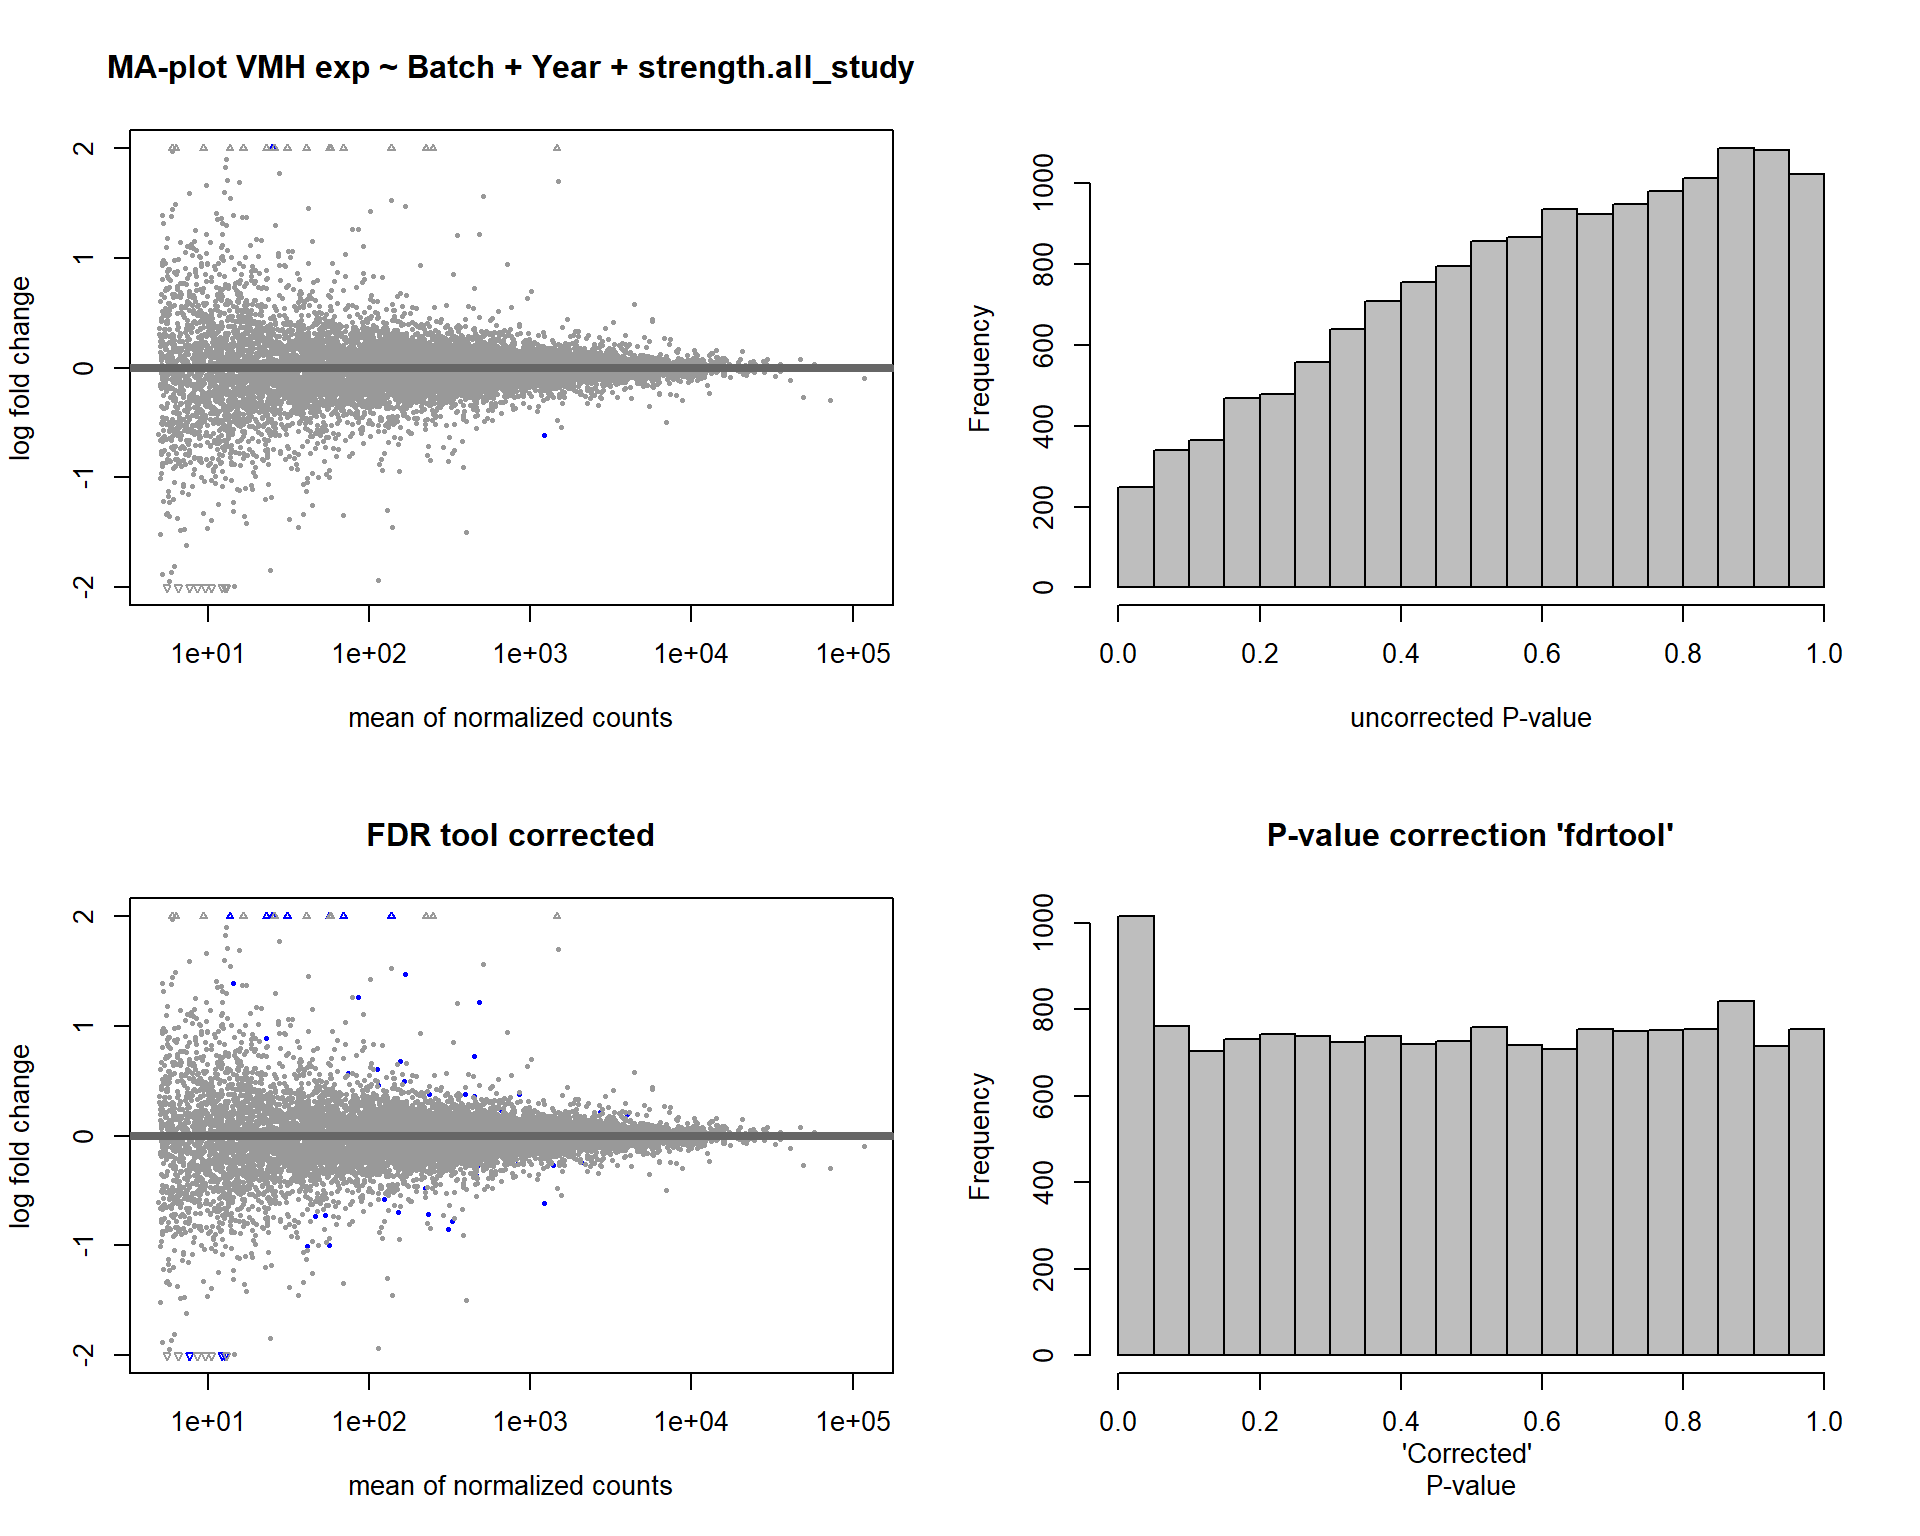 MA-plot VMH exp ~ Batch + Year + strength.all_study
log fold change
2
1
0
-1
-2
1e+01 1e+02 1e+03 1e+04 1e+05
mean of normalized counts
Frequency
1000
800
600
400
200
0
0.0 0.2 0.4 0.6 0.8 1.0
uncorrected P-value
FDR tool corrected
log fold change
2
1
0
-1
-2
1e+01 1e+02 1e+03 1e+04 1e+05
mean of normalized counts
P-value correction 'fdrtool'
Frequency
1000
800
600
400
200
0
0.0 0.2 0.4 0.6 0.8 1.0
'Corrected'
P-value